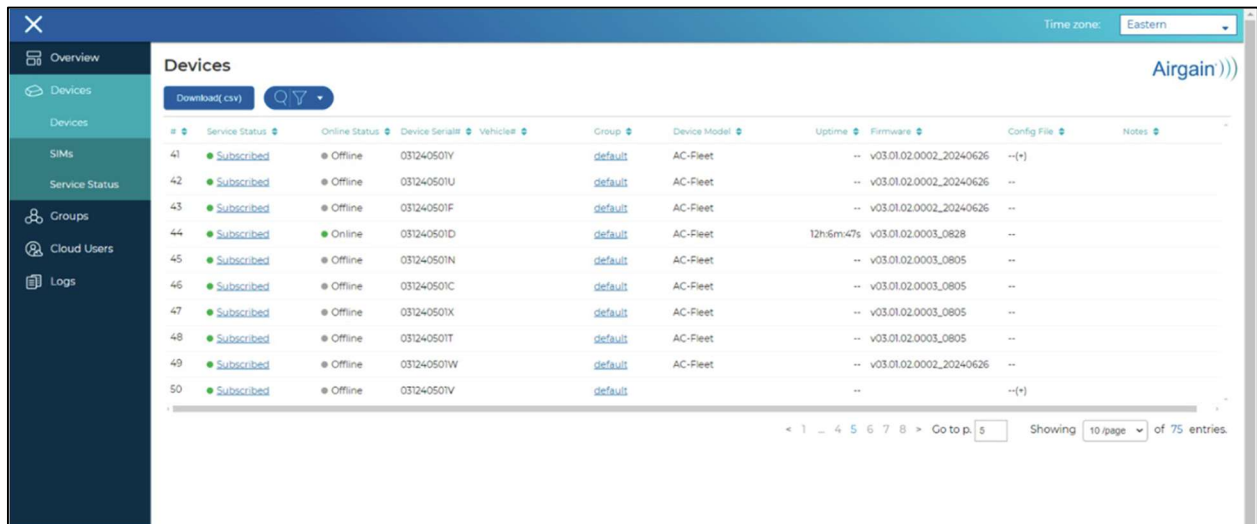 Time zone: Eastern
Overview
Devices
Devices
SIMs
Service Status
Groups
Cloud Users
Logs
Devices
Airgain
Download(.csv)
# Service Status Online Status Device Serial# Vehicle# Group Device Model Uptime Firmware Config File Notes
41 Subscribed Offline 031240501Y default AC-Fleet -- v03.01.02.0002_20240626 --(+)
42 Subscribed Offline 031240501U default AC-Fleet -- v03.01.02.0002_20240626 --
43 Subscribed Offline 031240501F default AC-Fleet -- v03.01.02.0002_20240626 --
44 Subscribed Online 031240501D default AC-Fleet 12h:6m:47s v03.01.02.0003_0828 --
45 Subscribed Offline 031240501N default AC-Fleet -- v03.01.02.0003_0805 --
46 Subscribed Offline 031240501C default AC-Fleet -- v03.01.02.0003_0805 --
47 Subscribed Offline 031240501X default AC-Fleet -- v03.01.02.0003_0805 --
48 Subscribed Offline 031240501T default AC-Fleet -- v03.01.02.0003_0805 --
49 Subscribed Offline 031240501W default AC-Fleet -- v03.01.02.0002_20240626 --
50 Subscribed Offline 031240501V default -- --(+)
< 1 ... 4 5 6 7 8 > Go to p. 5 Showing 10 /page of 75 entries.